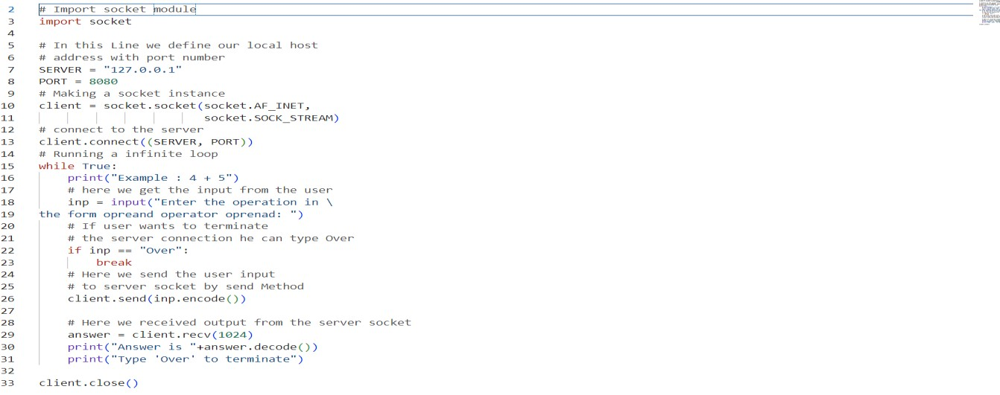 2 # Import socket module
3 import socket
4
5 # In this Line we define our local host
6 # address with port number
7 SERVER = "127.0.0.1"
8 PORT = 8080
9 # Making a socket instance
10 client = socket.socket(socket.AF_INET,
11                        socket.SOCK_STREAM)
12 # connect to the server
13 client.connect((SERVER, PORT))
14 # Running a infinite loop
15 while True:
16     print("Example : 4 + 5")
17     # here we get the input from the user
18     inp = input("Enter the operation in \
19 the form opreand operator oprenad: ")
20     # If user wants to terminate
21     # the server connection he can type Over
22     if inp == "Over":
23         break
24     # Here we send the user input
25     # to server socket by send Method
26     client.send(inp.encode())
27
28     # Here we received output from the server socket
29     answer = client.recv(1024)
30     print("Answer is "+answer.decode())
31     print("Type 'Over' to terminate")
32
33 client.close()